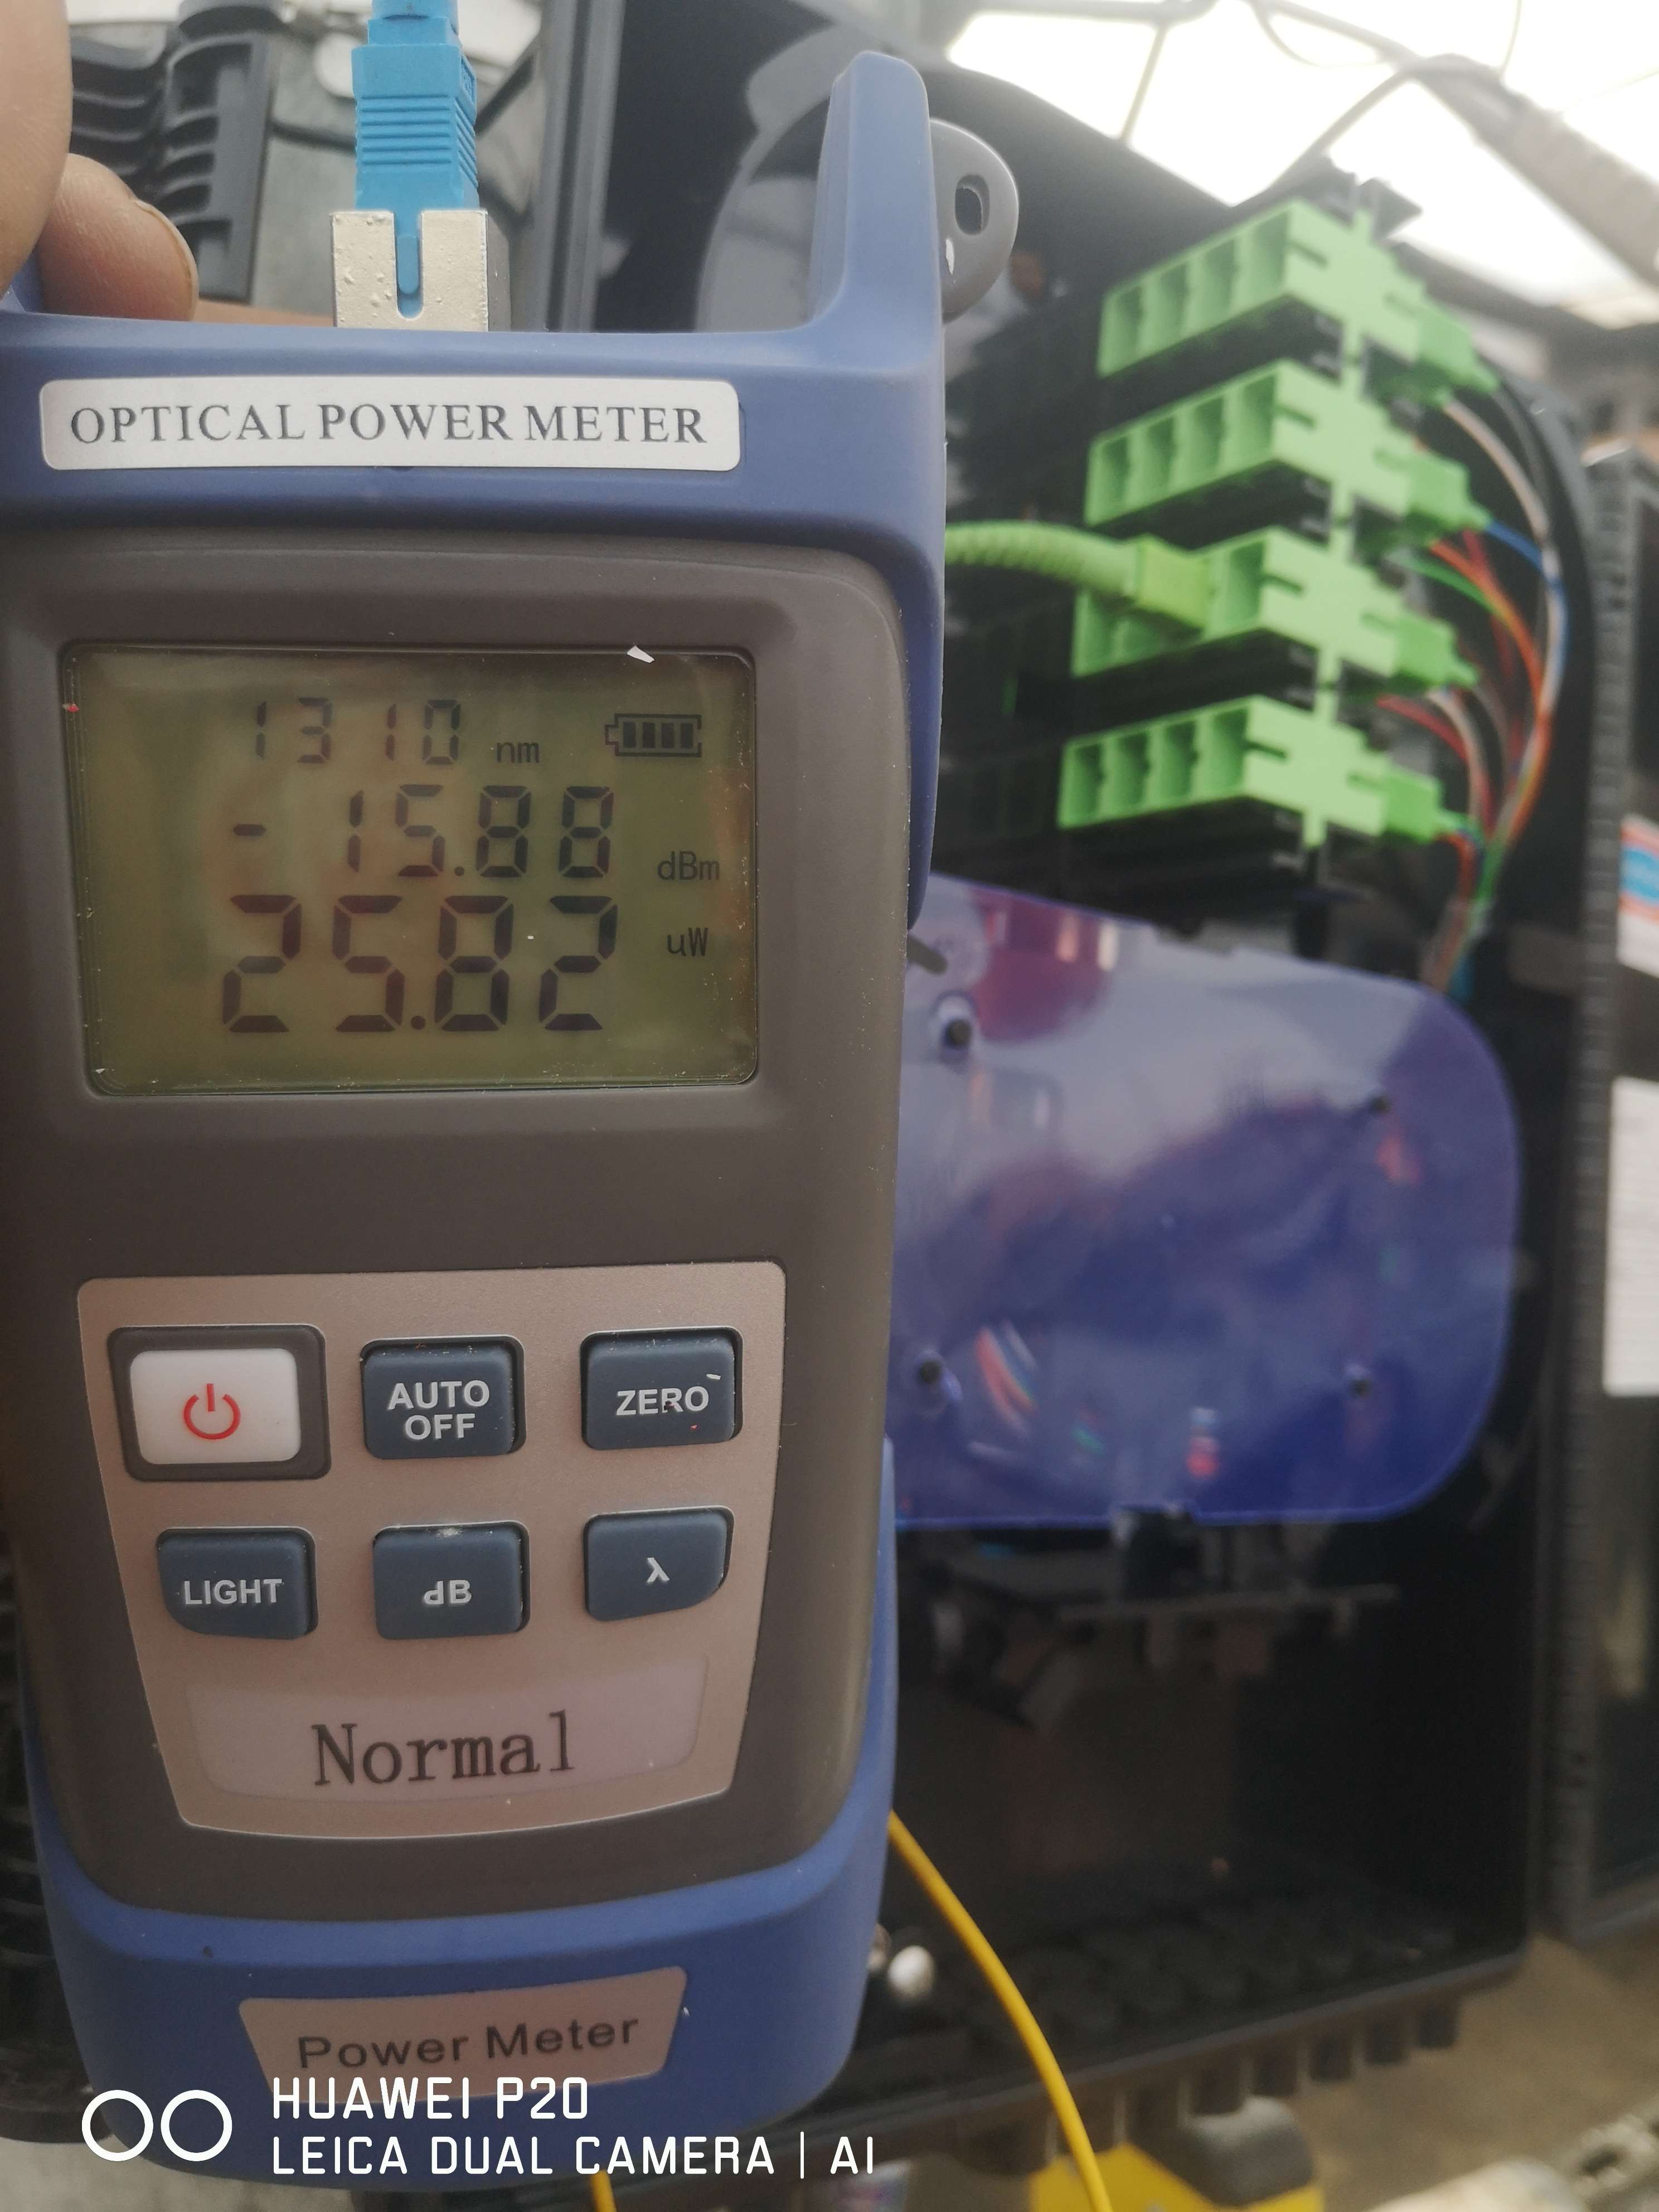 OPTICAL POWER METER
1310 nm
-15.88 dBm
25.82 uW
AUTO OFF
ZERO
LIGHT
dB
λ
Normal
Power Meter
HUAWEI P20
LEICA DUAL CAMERA | AI